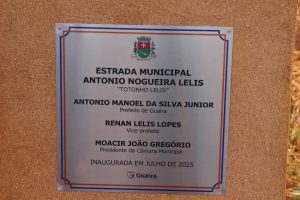 ESTRADA MUNICIPAL
ANTONIO NOGUEIRA LELIS
"TOTONHO LELIS"
ANTONIO MANOEL DA SILVA JUNIOR
Prefeito de Guaíra
RENAN LELIS LOPES
Vice-prefeito
MOACIR JOÃO GREGÓRIO
Presidente da Câmara Municipal
INAUGURADA EM JULHO DE 2025
Guaíra